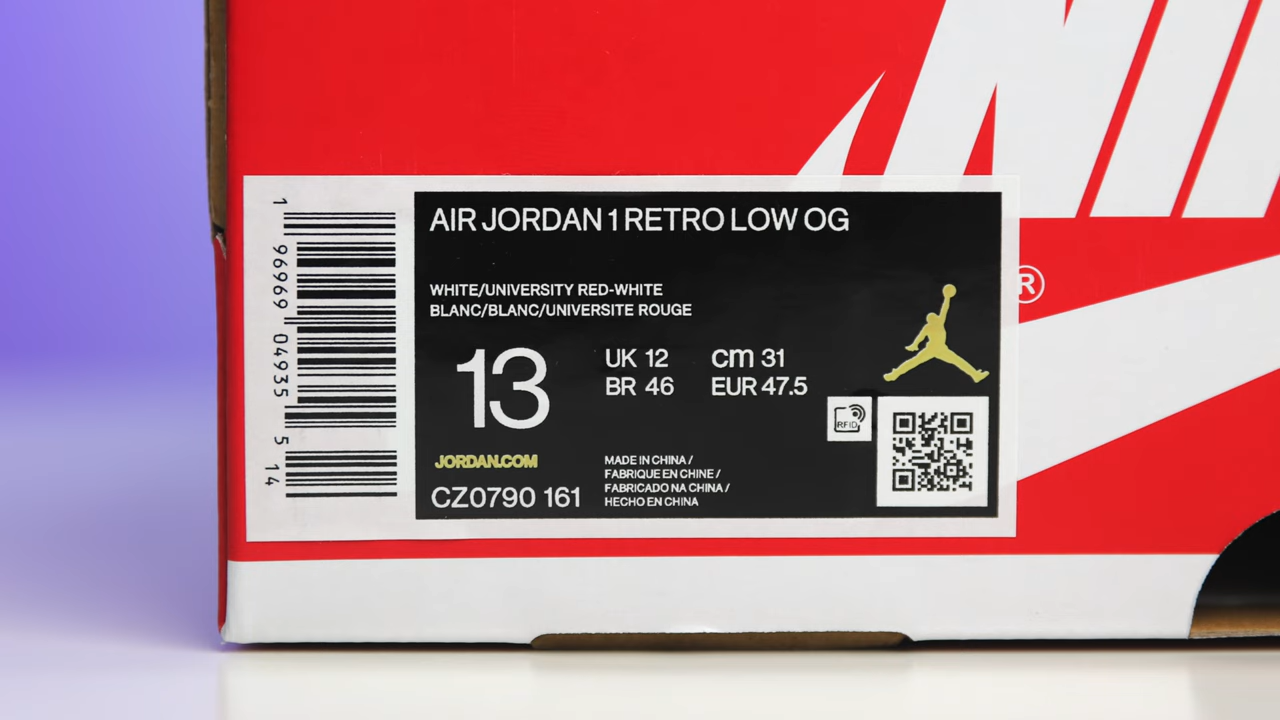 NI
®
AIR JORDAN 1 RETRO LOW OG
WHITE/UNIVERSITY RED-WHITE
BLANC/BLANC/UNIVERSITE ROUGE
13
UK 12
cm 31
BR 46
EUR 47.5
RFID
JORDAN.COM
CZ0790 161
MADE IN CHINA /
FABRIQUE EN CHINE /
FABRICADO NA CHINA /
HECHO EN CHINA
1 96969 04935 5 14